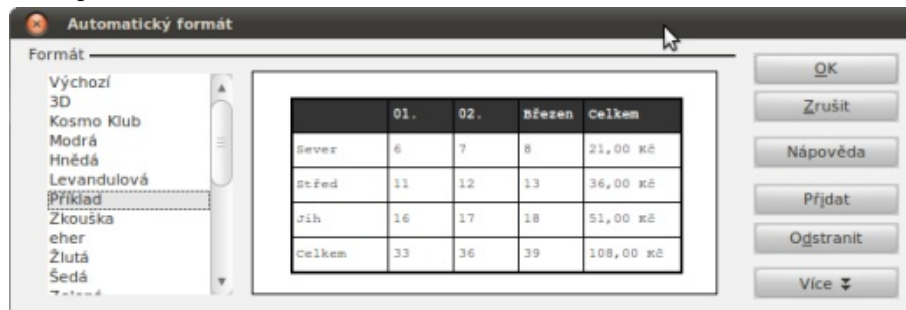 Automatický formát
Formát
Výchozí
3D
Kosmo Klub
Modrá
Hnědá
Levandulová
Příklad
Zkouška
eher
Žlutá
Šedá
01. 02. Březen Celkem
Sever 6 7 8 21,00 Kč
Střed 11 12 13 36,00 Kč
Jih 16 17 18 51,00 Kč
Celkem 33 36 39 108,00 Kč
OK
Zrušit
Nápověda
Přidat
Odstranit
Více